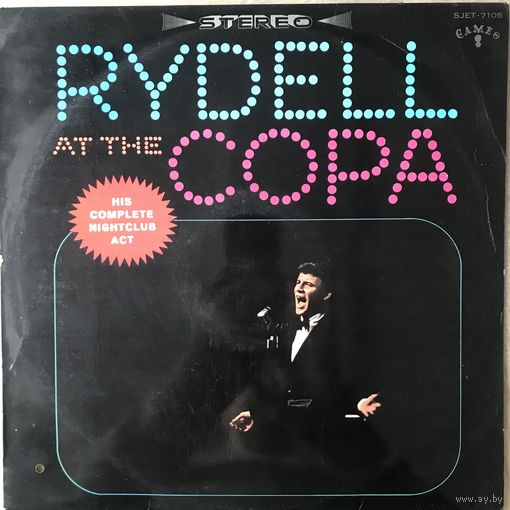 STEREO
SJET-7105
CAMEO
RYDELL
AT THE
COPA
HIS
COMPLETE
NIGHTCLUB
ACT
www.ay.by